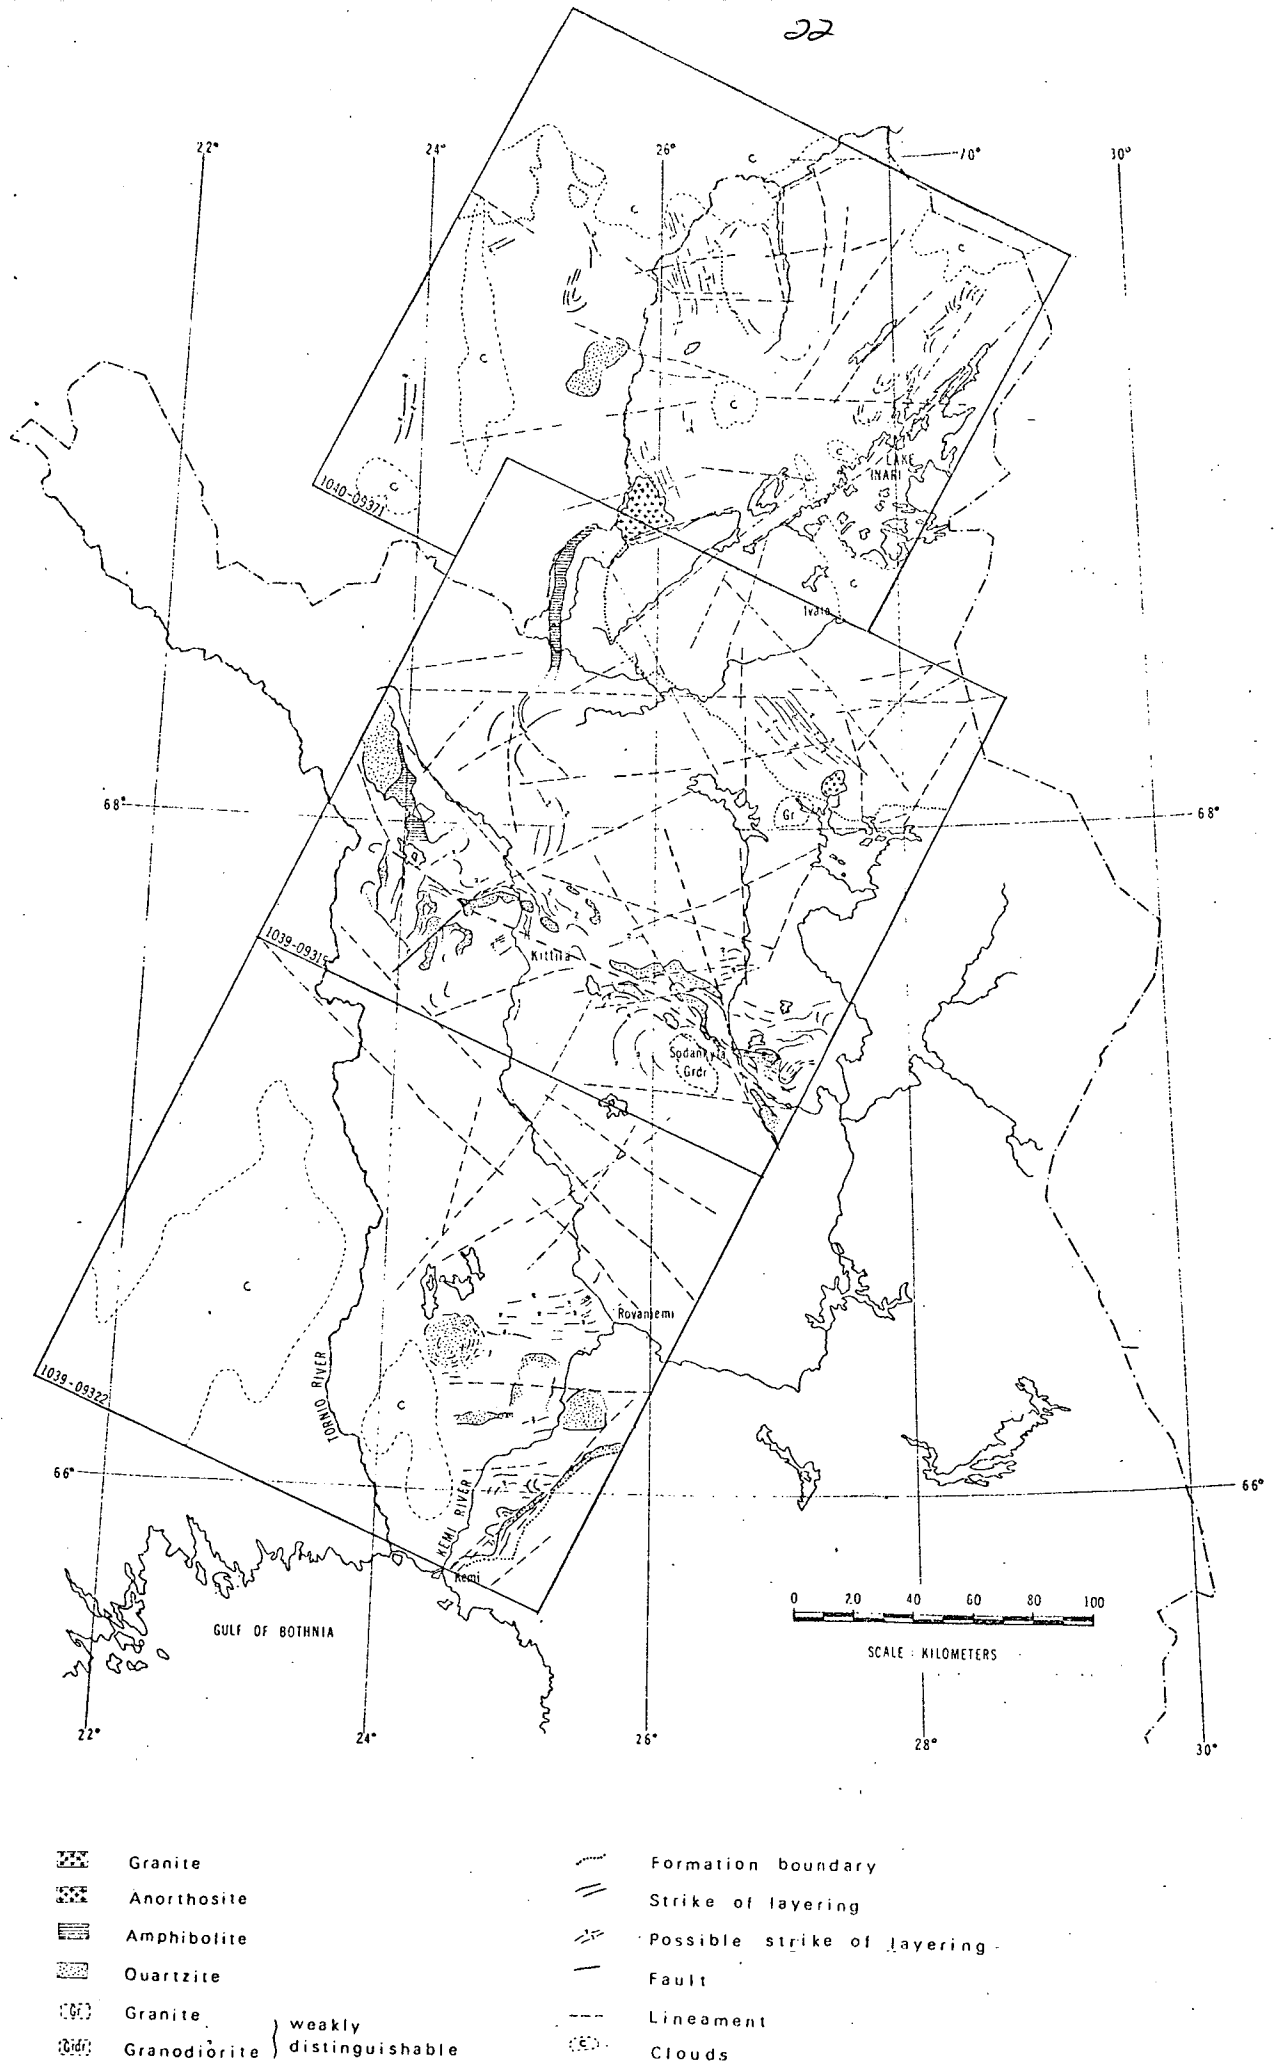 22
22° 24° 26° 70° 30°
C
C
C
C
C
C
C
1040-09371
LAKE
INARI
C
Ivalo
68° 68°
Gr
1039-09315
Kittilä
Sodankylä
Grdr
C
Rovaniemi
1039-09322
TORNIO RIVER
C
66° 66°
KEMI RIVER
Kemi
GULF OF BOTHNIA
0 20 40 60 80 100
SCALE : KILOMETERS
22° 24° 26° 28° 30°
Granite
Anorthosite
Amphibolite
Quartzite
Gr Granite
Grdr Granodiorite
weakly
distinguishable
Formation boundary
Strike of layering
Possible strike of layering
Fault
Lineament
C Clouds